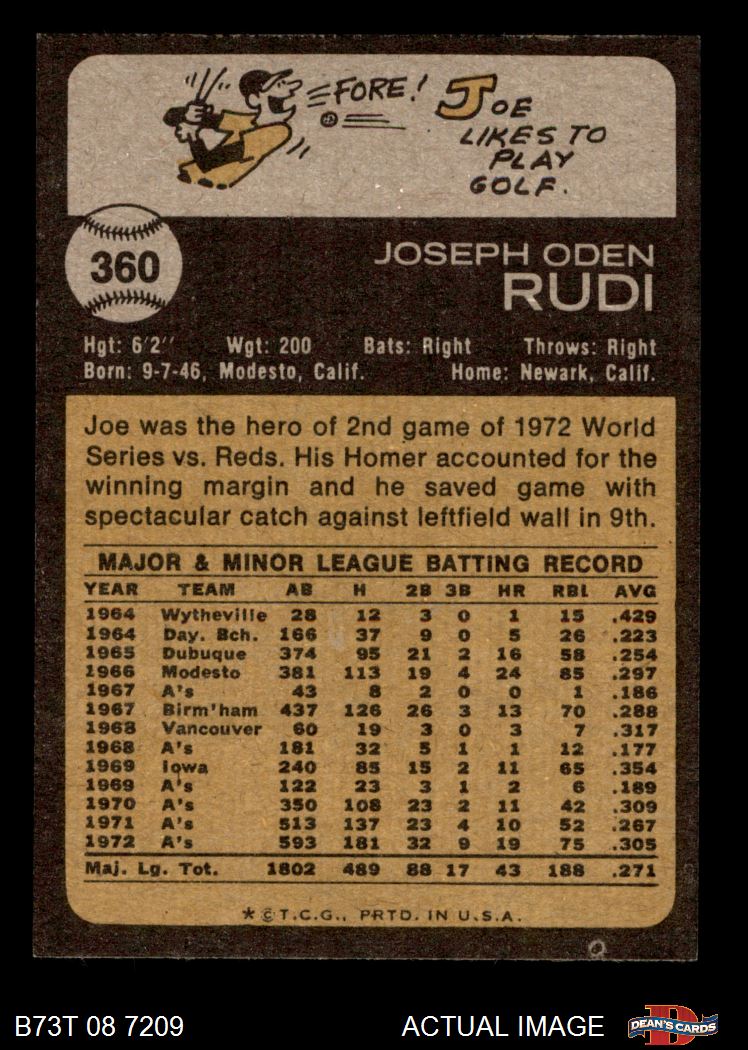 FORE!
JOE
LIKES TO
PLAY
GOLF.
360
JOSEPH ODEN
RUDI
Hgt: 6'2'' Wgt: 200 Bats: Right Throws: Right
Born: 9-7-46, Modesto, Calif. Home: Newark, Calif.
Joe was the hero of 2nd game of 1972 World
Series vs. Reds. His Homer accounted for the
winning margin and he saved game with
spectacular catch against leftfield wall in 9th.
MAJOR & MINOR LEAGUE BATTING RECORD
YEAR TEAM AB H 2B 3B HR RBI. AVG
1964 Wytheville 28 12 3 0 1 15 .429
1964 Day. Bch. 166 37 9 0 5 26 .223
1965 Dubuque 374 95 21 2 16 58 .254
1966 Modesto 381 113 19 4 24 85 .297
1967 A's 43 8 2 0 0 1 .186
1967 Birm'ham 437 126 26 3 13 70 .288
1968 Vancouver 60 19 3 0 3 7 .317
1968 A's 181 32 5 1 1 12 .177
1969 Iowa 240 85 15 2 11 65 .354
1969 A's 122 23 3 1 2 6 .189
1970 A's 350 108 23 2 11 42 .309
1971 A's 513 137 23 4 10 52 .267
1972 A's 593 181 32 9 19 75 .305
Maj. Lg. Tot. 1802 489 88 17 43 188 .271
*©T.C.G., PRTD. IN U.S.A.
B73T 08 7209 ACTUAL IMAGE D DEAN'S CARDS